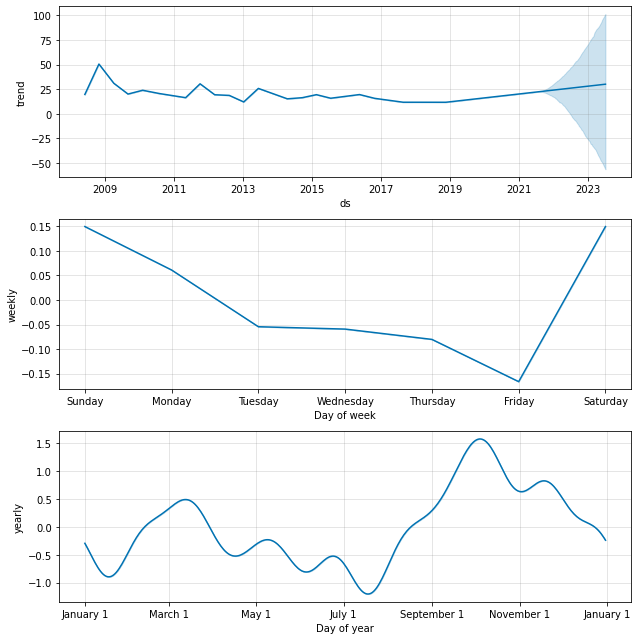 100
75
50
25
0
−25
−50
trend
2009 2011 2013 2015 2017 2019 2021 2023
ds
0.15
0.10
0.05
0.00
−0.05
−0.10
−0.15
weekly
Sunday Monday Tuesday Wednesday Thursday Friday Saturday
Day of week
1.5
1.0
0.5
0.0
−0.5
−1.0
yearly
January 1 March 1 May 1 July 1 September 1 November 1 January 1
Day of year